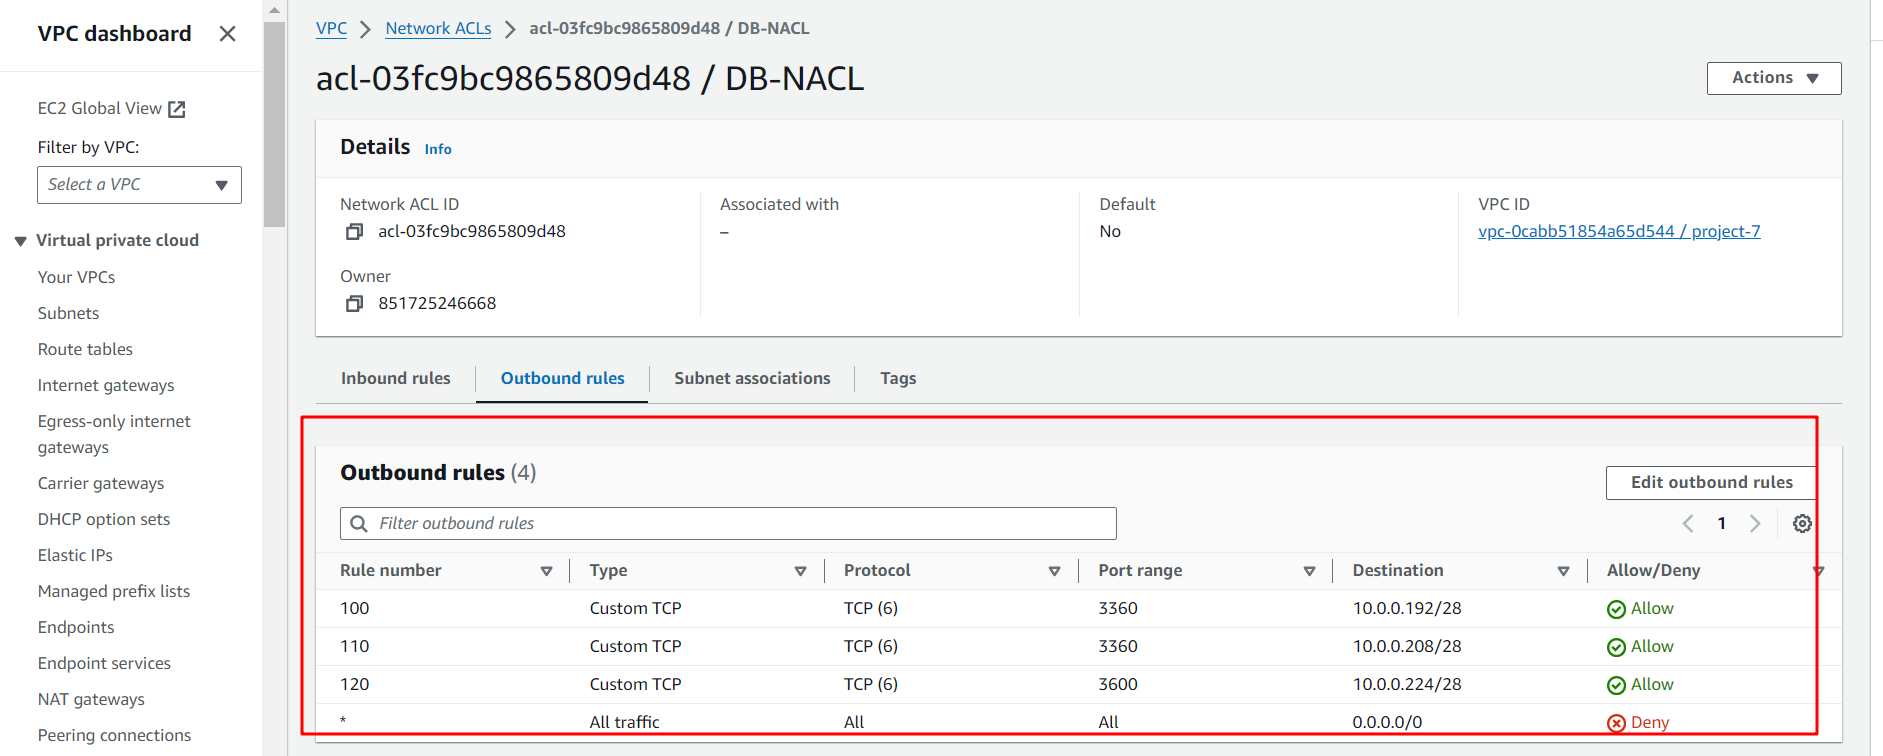 VPC dashboard
EC2 Global View
Filter by VPC:
Select a VPC
Virtual private cloud
Your VPCs
Subnets
Route tables
Internet gateways
Egress-only internet
gateways
Carrier gateways
DHCP option sets
Elastic IPs
Managed prefix lists
Endpoints
Endpoint services
NAT gateways
Peering connections
VPC > Network ACLs > acl-03fc9bc9865809d48 / DB-NACL
acl-03fc9bc9865809d48 / DB-NACL
Actions
Details Info
Network ACL ID
acl-03fc9bc9865809d48
Associated with
–
Default
No
VPC ID
vpc-0cabb51854a65d544 / project-7
Owner
851725246668
Inbound rules Outbound rules Subnet associations Tags
Outbound rules (4)
Edit outbound rules
Filter outbound rules
1
Rule number Type Protocol Port range Destination Allow/Deny
100 Custom TCP TCP (6) 3360 10.0.0.192/28 Allow
110 Custom TCP TCP (6) 3360 10.0.0.208/28 Allow
120 Custom TCP TCP (6) 3600 10.0.0.224/28 Allow
* All traffic All All 0.0.0.0/0 Deny